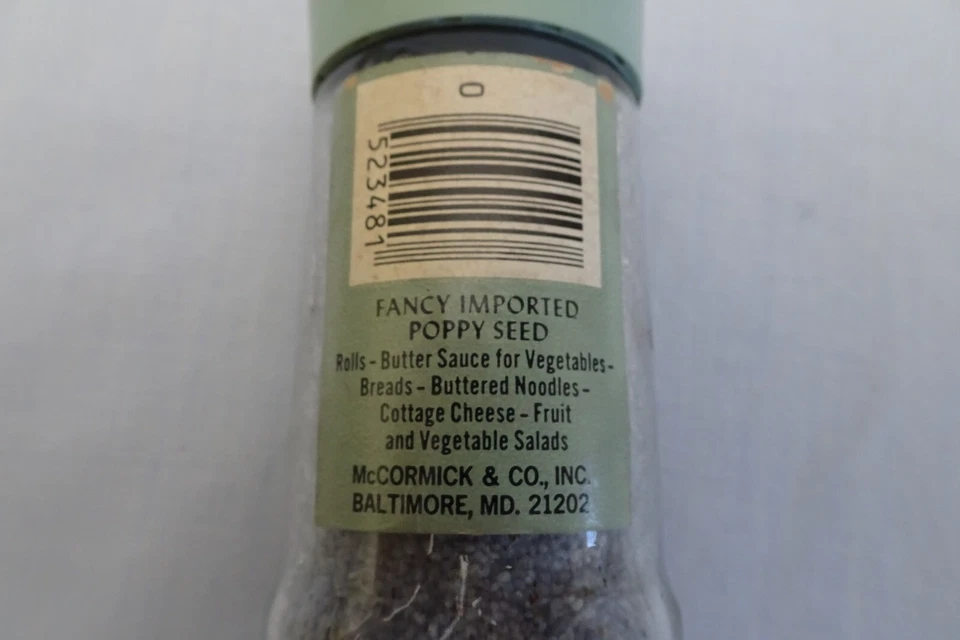 0
523481
FANCY IMPORTED
POPPY SEED
Rolls - Butter Sauce for Vegetables-
Breads - Buttered Noodles-
Cottage Cheese - Fruit
and Vegetable Salads
McCORMICK & CO., INC.
BALTIMORE, MD. 21202